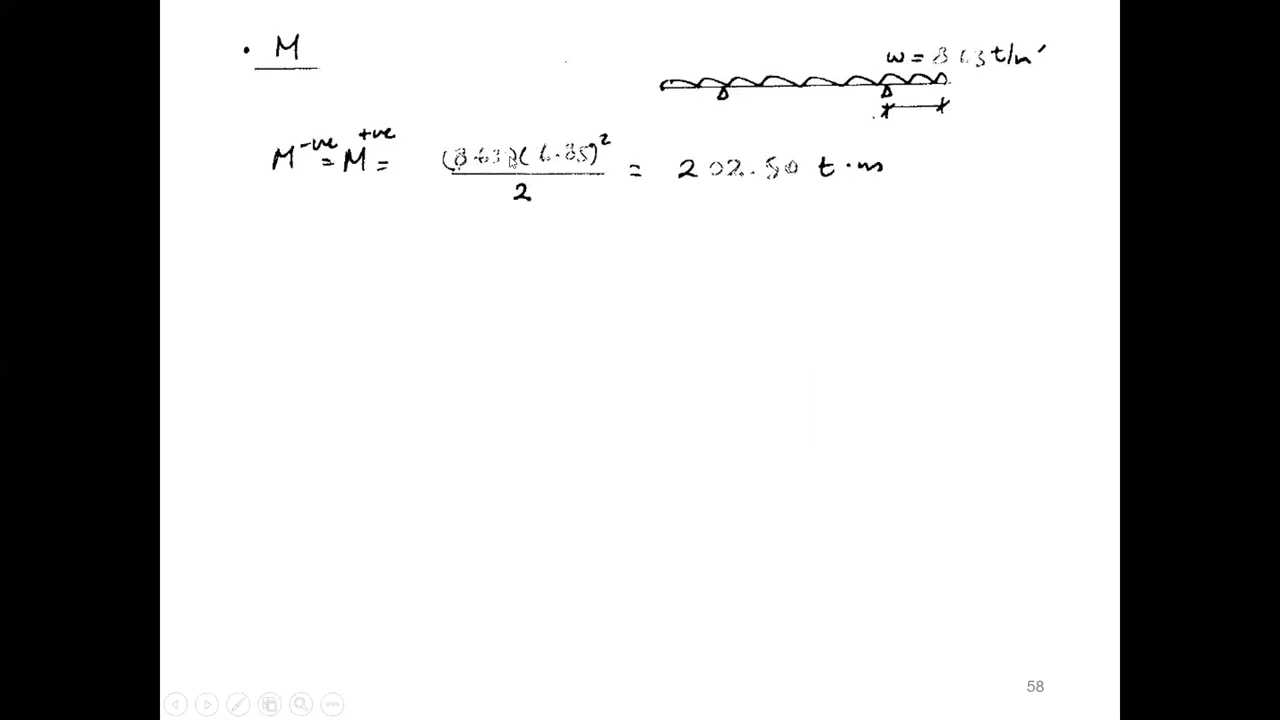 • M
w = 8.63 t/m'
M^-ve = M^+ve = (8.63)(6.85)^2 / 2 = 202.50 t.m
58